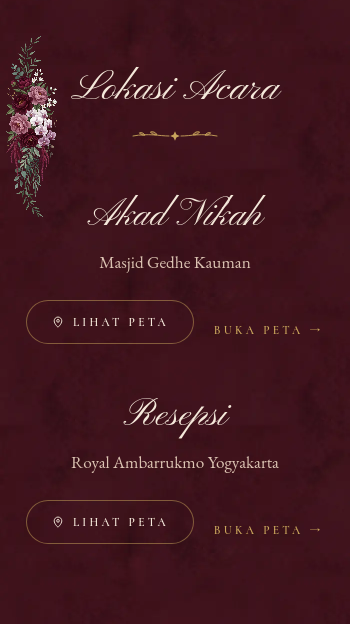 Lokasi Acara
Akad Nikah
Masjid Gedhe Kauman
LIHAT PETA
BUKA PETA →
Resepsi
Royal Ambarrukmo Yogyakarta
LIHAT PETA
BUKA PETA →